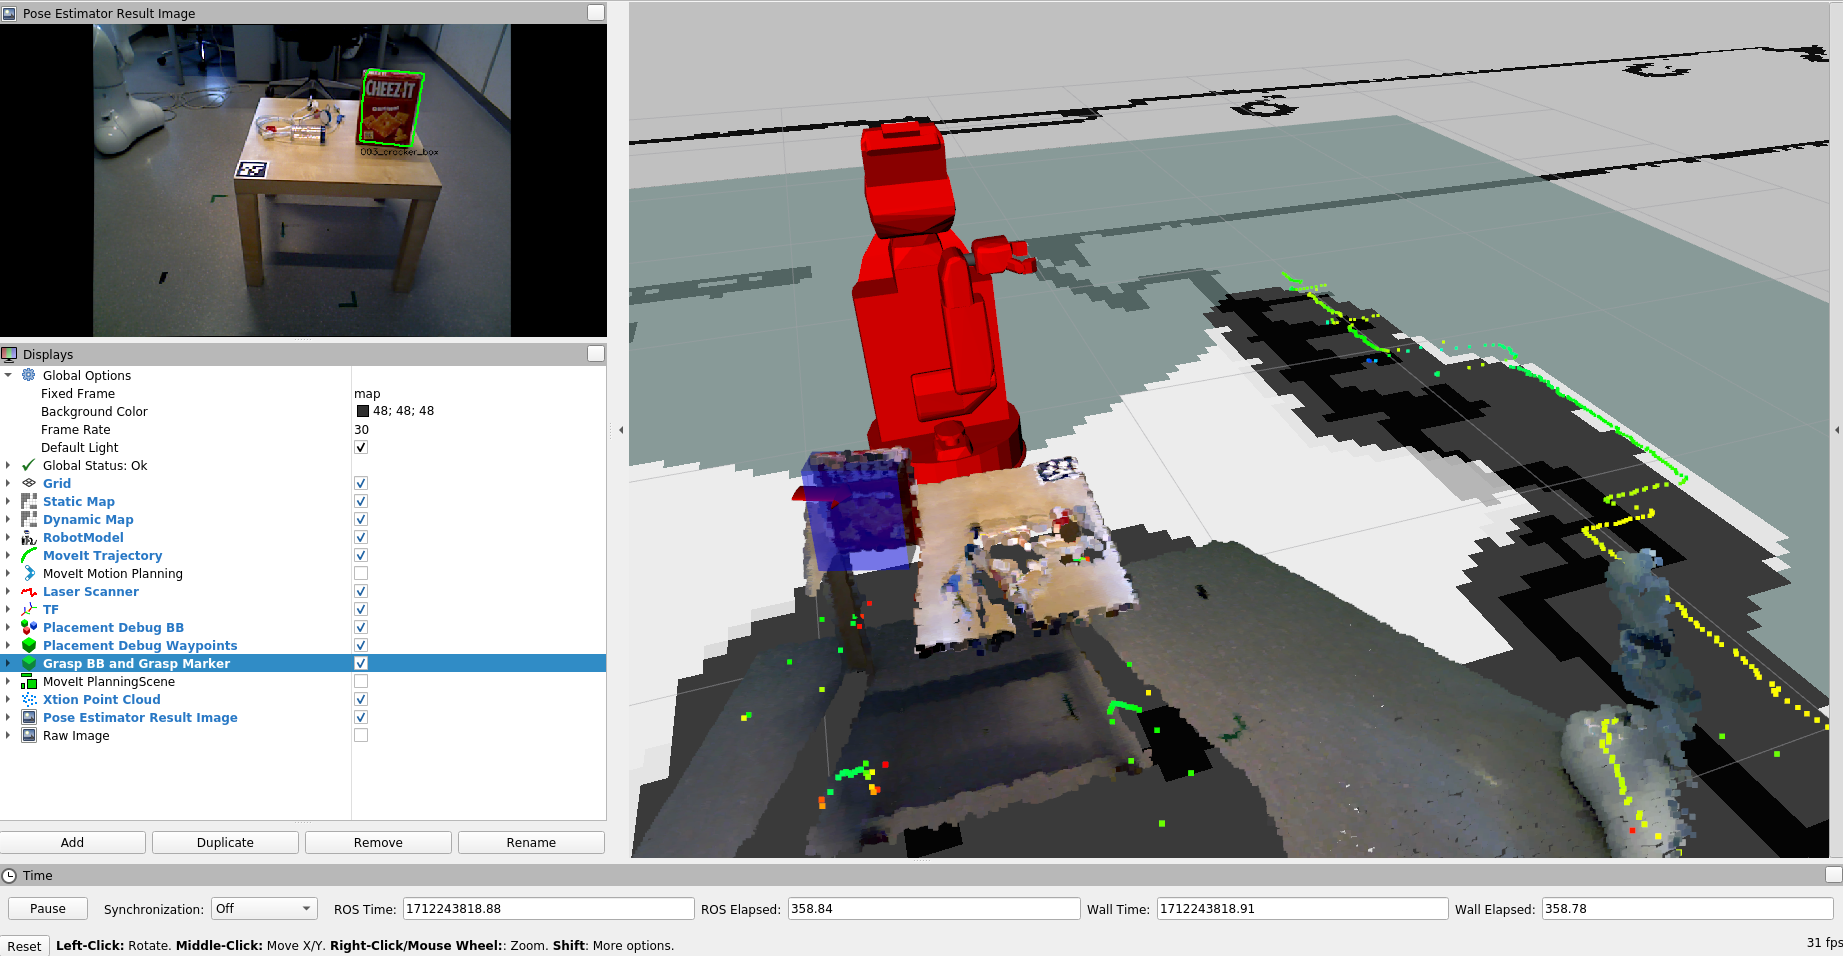 Pose Estimator Result Image
CHEEZ-IT
003_cracker_box
Displays
Global Options
Fixed Frame map
Background Color 48; 48; 48
Frame Rate 30
Default Light
Global Status: Ok
Grid
Static Map
Dynamic Map
RobotModel
MoveIt Trajectory
MoveIt Motion Planning
Laser Scanner
TF
Placement Debug BB
Placement Debug Waypoints
Grasp BB and Grasp Marker
MoveIt PlanningScene
Xtion Point Cloud
Pose Estimator Result Image
Raw Image
Add Duplicate Remove Rename
Time
Pause Synchronization: Off ROS Time: 1712243818.88 ROS Elapsed: 358.84 Wall Time: 1712243818.91 Wall Elapsed: 358.78
Reset Left-Click: Rotate. Middle-Click: Move X/Y. Right-Click/Mouse Wheel:: Zoom. Shift: More options. 31 fps